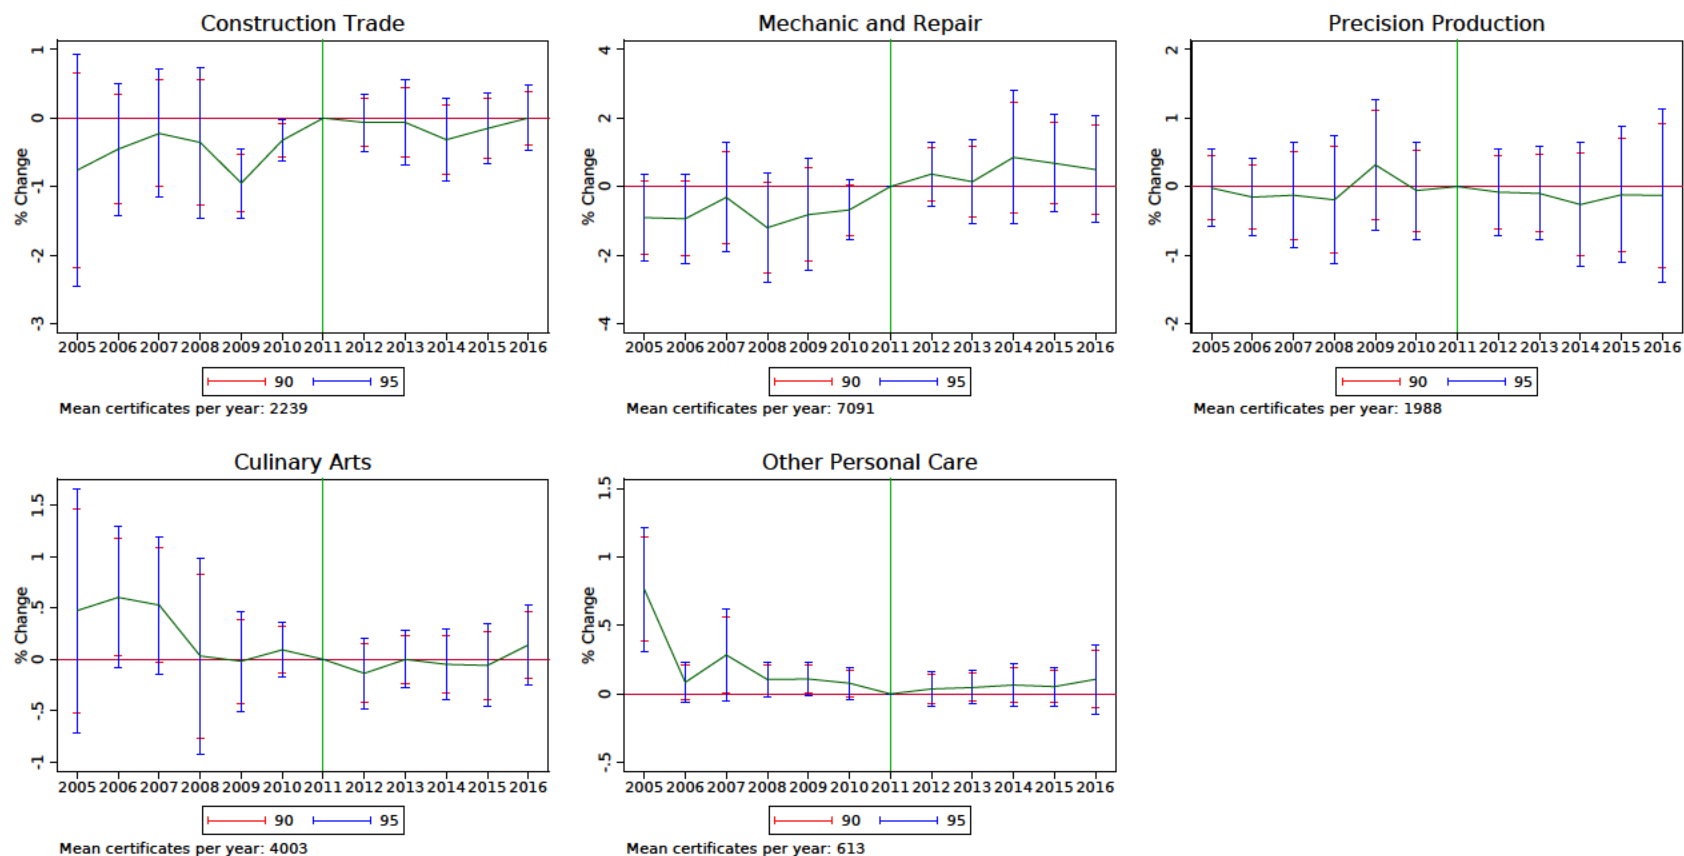 Construction Trade
% Change
1
0
-1
-2
-3
2005 2006 2007 2008 2009 2010 2011 2012 2013 2014 2015 2016
90 95
Mean certificates per year: 2239
Mechanic and Repair
% Change
4
2
0
-2
-4
2005 2006 2007 2008 2009 2010 2011 2012 2013 2014 2015 2016
90 95
Mean certificates per year: 7091
Precision Production
% Change
2
1
0
-1
-2
2005 2006 2007 2008 2009 2010 2011 2012 2013 2014 2015 2016
90 95
Mean certificates per year: 1988
Culinary Arts
% Change
1.5
1
.5
0
-.5
-1
2005 2006 2007 2008 2009 2010 2011 2012 2013 2014 2015 2016
90 95
Mean certificates per year: 4003
Other Personal Care
% Change
1.5
1
.5
0
-.5
2005 2006 2007 2008 2009 2010 2011 2012 2013 2014 2015 2016
90 95
Mean certificates per year: 613